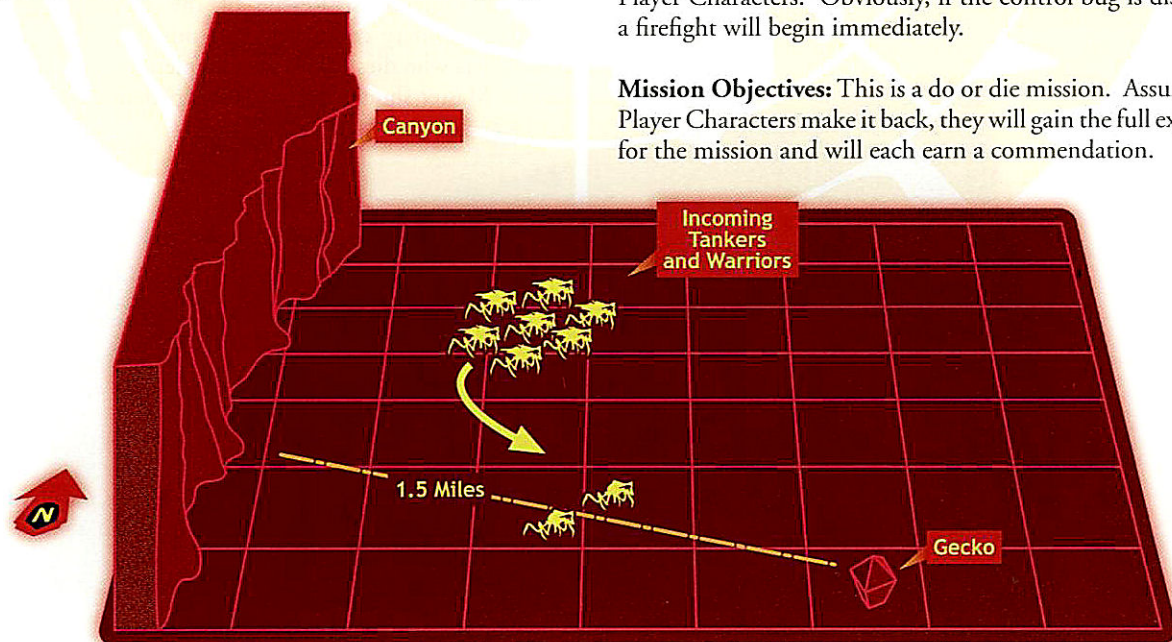 Player Characters. Obviously, if the control bug is dis
a firefight will begin immediately.
Mission Objectives: This is a do or die mission. Assu
Player Characters make it back, they will gain the full ex
for the mission and will each earn a commendation.
Canyon
Incoming
Tankers
and Warriors
1.5 Miles
N
Gecko